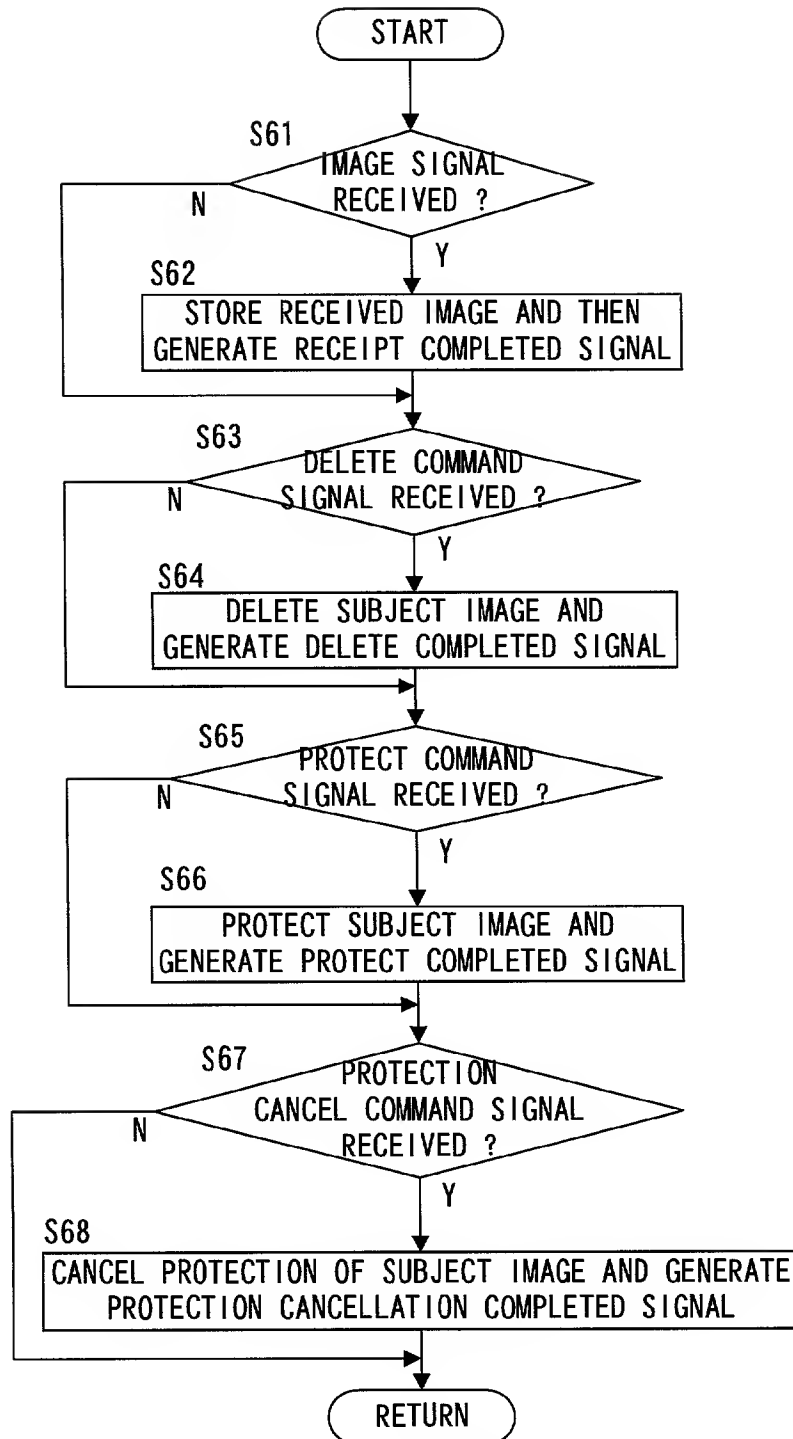 START
S61
IMAGE SIGNAL
RECEIVED ?
N
Y
S62
STORE RECEIVED IMAGE AND THEN
GENERATE RECEIPT COMPLETED SIGNAL
S63
DELETE COMMAND
SIGNAL RECEIVED ?
N
Y
S64
DELETE SUBJECT IMAGE AND
GENERATE DELETE COMPLETED SIGNAL
S65
PROTECT COMMAND
SIGNAL RECEIVED ?
N
Y
S66
PROTECT SUBJECT IMAGE AND
GENERATE PROTECT COMPLETED SIGNAL
S67
PROTECTION
CANCEL COMMAND SIGNAL
RECEIVED ?
N
Y
S68
CANCEL PROTECTION OF SUBJECT IMAGE AND GENERATE
PROTECTION CANCELLATION COMPLETED SIGNAL
RETURN